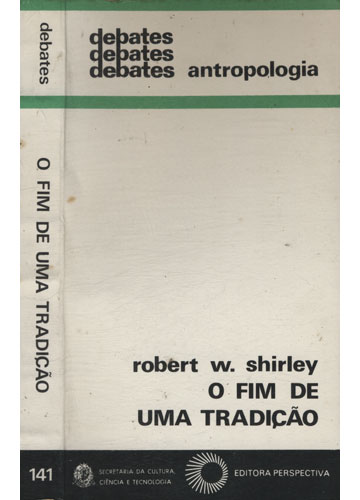 debates
O FIM DE UMA TRADIÇÃO
141
debates
debates
debates antropologia
robert w. shirley
O FIM DE
UMA TRADIÇÃO
SECRETARIA DA CULTURA,
CIÊNCIA E TECNOLOGIA
EDITORA PERSPECTIVA